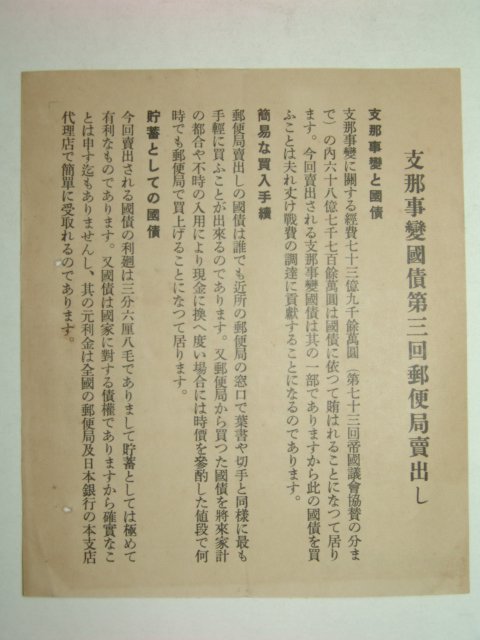 支那事變國債第三回郵便局賣出し
支那事變と國債
支那事變に關する經費七十三億九千餘萬圓（第七十三回帝國議會協賛の分ま
で）の內六十八億七千七百餘萬圓は國債に依つて賄はれることになつて居り
ます。今回賣出される支那事變國債は其の一部でありますから此の國債を買
ふことは夫れ丈け戰費の調達に貢獻することになるのであります。
簡易な買入手續
郵便局賣出しの國債は誰でも近所の郵便局の窓口で葉書や切手と同樣に最も
手輕に買ふことが出來るのであります。又郵便局から買つた國債を將來家計
の都合や不時の入用により現金に換へ度い場合には時價を參酌した値段で何
時でも郵便局で買上げることになつて居ります。
貯蓄としての國債
今回賣出される國債の利廻は三分六厘八毛でありまして貯蓄としては極めて
有利なものであります。又國債は國家に對する債權でありますから確實なこ
とは申す迄もありませんし、其の元利金は全國の郵便局及日本銀行の本支店
代理店で簡單に受取れるのであります。